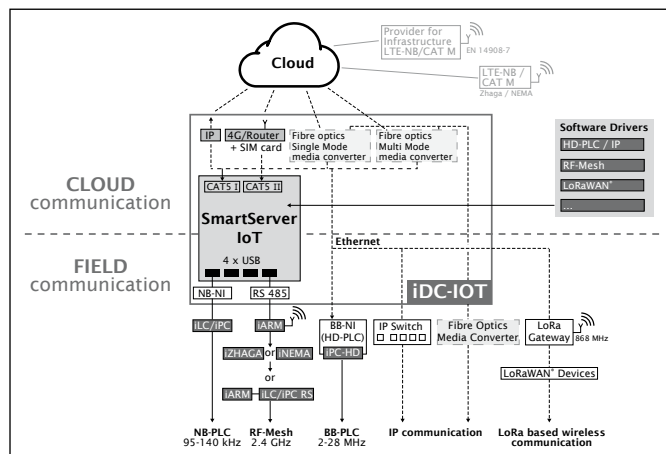 Provider for
Infrastructure
LTE-NB/CAT M
EN 14908-7
LTE-NB /
CAT M
Zhaga / NEMA
Cloud
IP
4G/Router
+ SIM card
Fibre optics
Single Mode
media converter
Fibre optics
Multi Mode
media converter
Software Drivers
HD-PLC / IP
RF-Mesh
LoRaWAN*
...
CLOUD
communication
CAT5 I
CAT5 II
SmartServer
IoT
4 x USB
Ethernet
FIELD
communication
NB-NI
RS 485
iDC-IOT
iLC/iPC
iARM
BB-NI
(HD-PLC)
iPC-HD
IP Switch
Fibre Optics
Media Converter
LoRa
Gateway
868 MHz
iZHAGA
or
iNEMA
or
iARM
iLC/iPC RS
LoRaWAN* Devices
NB-PLC
95-140 kHz
RF-Mesh
2.4 GHz
BB-PLC
2-28 MHz
IP communication
LoRa based wireless
communication